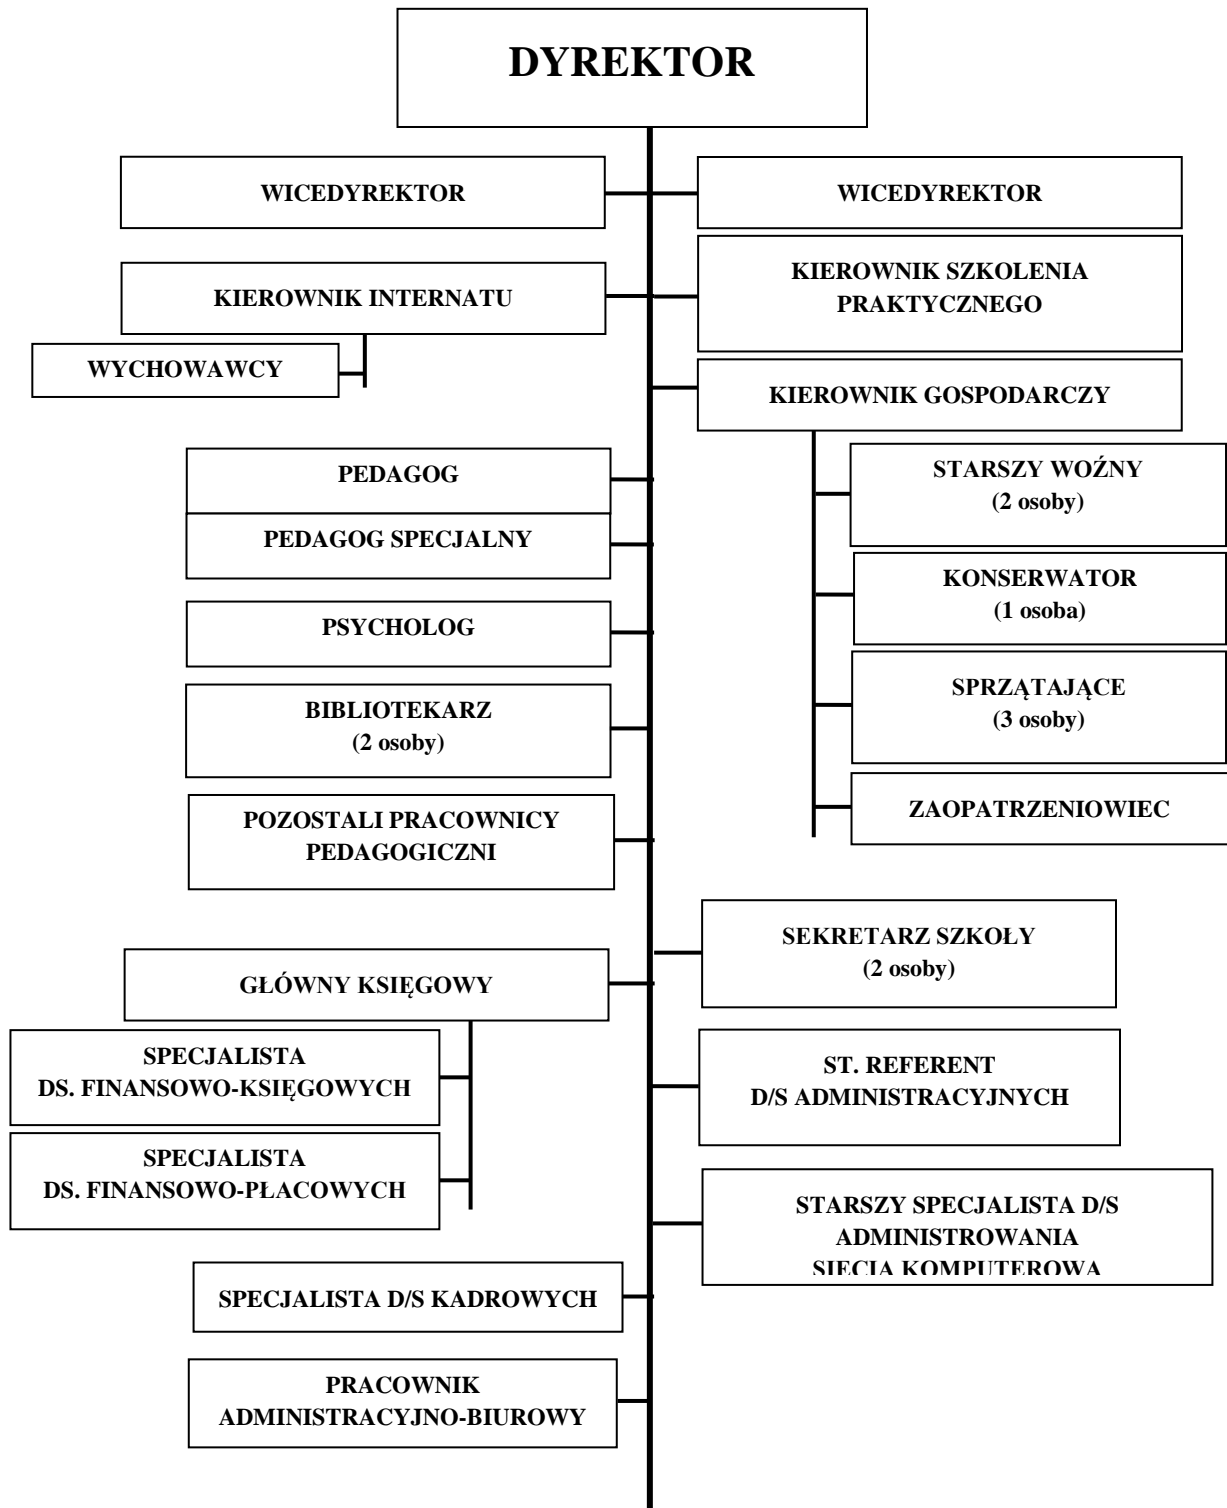 DYREKTOR
WICEDYREKTOR
WICEDYREKTOR
KIEROWNIK INTERNATU
KIEROWNIK SZKOLENIA
PRAKTYCZNEGO
WYCHOWAWCY
KIEROWNIK GOSPODARCZY
PEDAGOG
PEDAGOG SPECJALNY
PSYCHOLOG
BIBLIOTEKARZ
(2 osoby)
POZOSTALI PRACOWNICY
PEDAGOGICZNI
STARSZY WOŹNY
(2 osoby)
KONSERWATOR
(1 osoba)
SPRZĄTAJĄCE
(3 osoby)
ZAOPATRZENIOWIEC
GŁÓWNY KSIĘGOWY
SPECJALISTA
DS. FINANSOWO-KSIĘGOWYCH
SPECJALISTA
DS. FINANSOWO-PŁACOWYCH
SEKRETARZ SZKOŁY
(2 osoby)
ST. REFERENT
D/S ADMINISTRACYJNYCH
STARSZY SPECJALISTA D/S
ADMINISTROWANIA
SIECIĄ KOMPUTEROWĄ
SPECJALISTA D/S KADROWYCH
PRACOWNIK
ADMINISTRACYJNO-BIUROWY